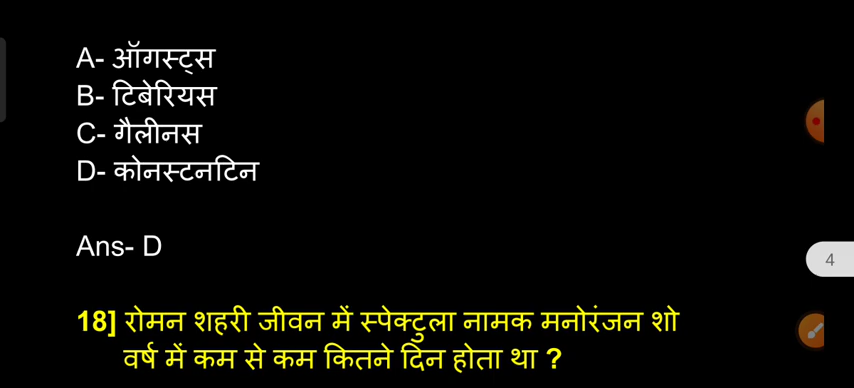 A- ऑगस्ट्स
B- टिबेरियस
C- गैलीनस
D- कोनस्टनटिन
Ans- D
4
18] रोमन शहरी जीवन में स्पेक्टुला नामक मनोरंजन शो
वर्ष में कम से कम कितने दिन होता था ?